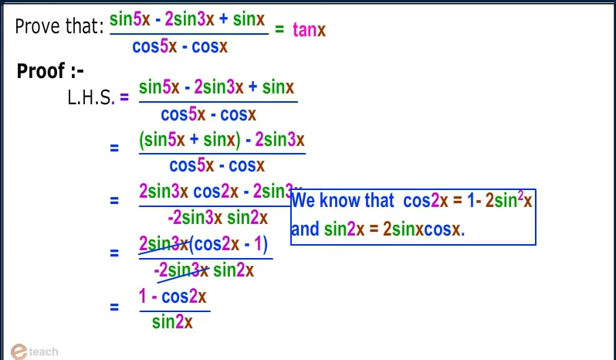 Prove that: sin5x - 2sin3x + sinx / cos5x - cosx = tanx
Proof :-
L.H.S. = sin5x - 2sin3x + sinx / cos5x - cosx
= (sin5x + sinx) - 2sin3x / cos5x - cosx
= 2sin3x cos2x - 2sin3x / -2sin3x sin2x
We know that cos2x = 1- 2sin²x
and sin2x = 2sinxcosx.
= 2sin3x(cos2x - 1) / -2sin3x sin2x
= 1 - cos2x / sin2x
e teach